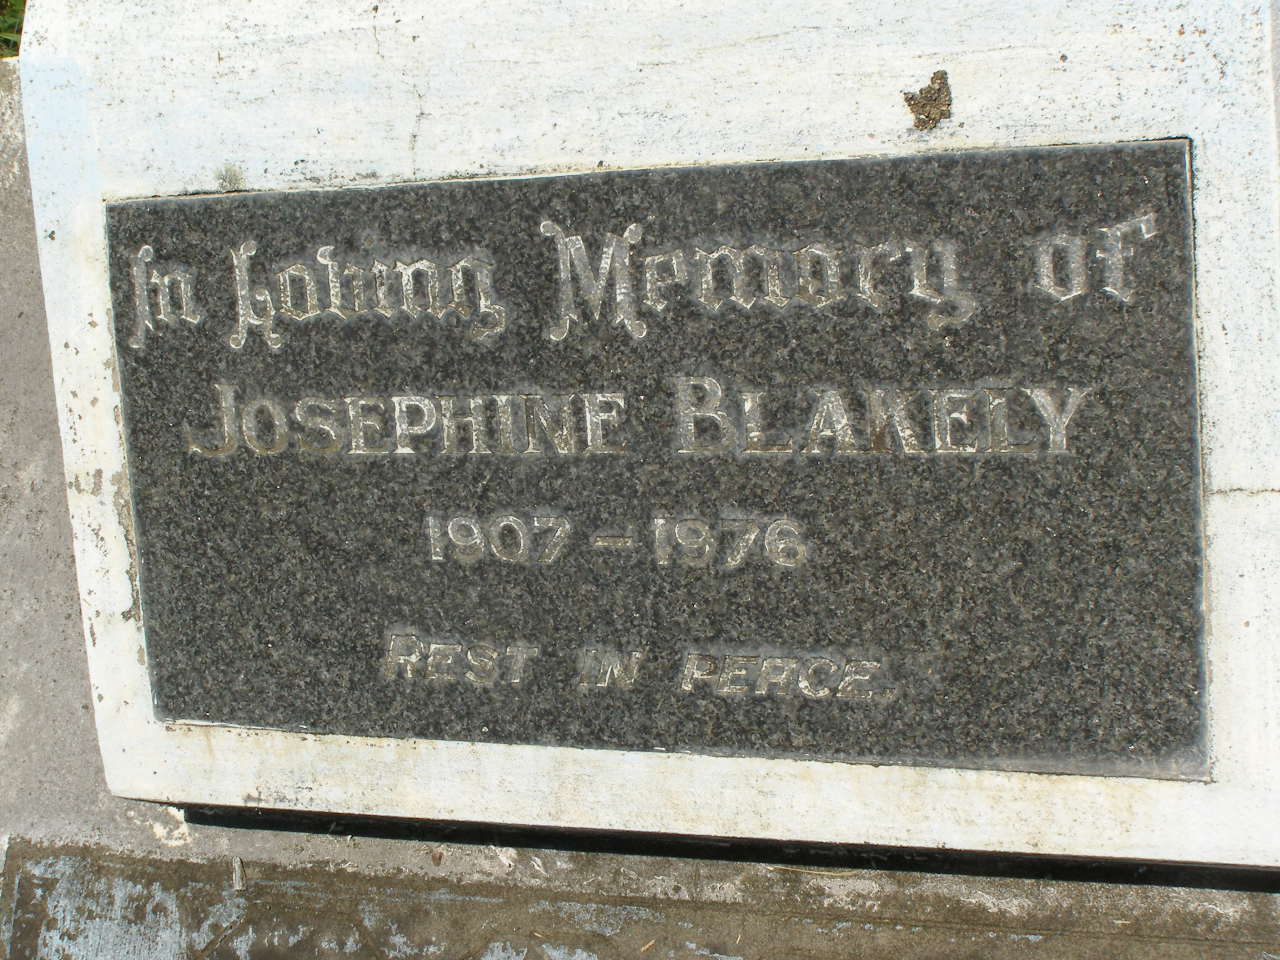 In Loving Memory of
JOSEPHINE BLAKELY
1907 - 1976
REST IN PEACE.